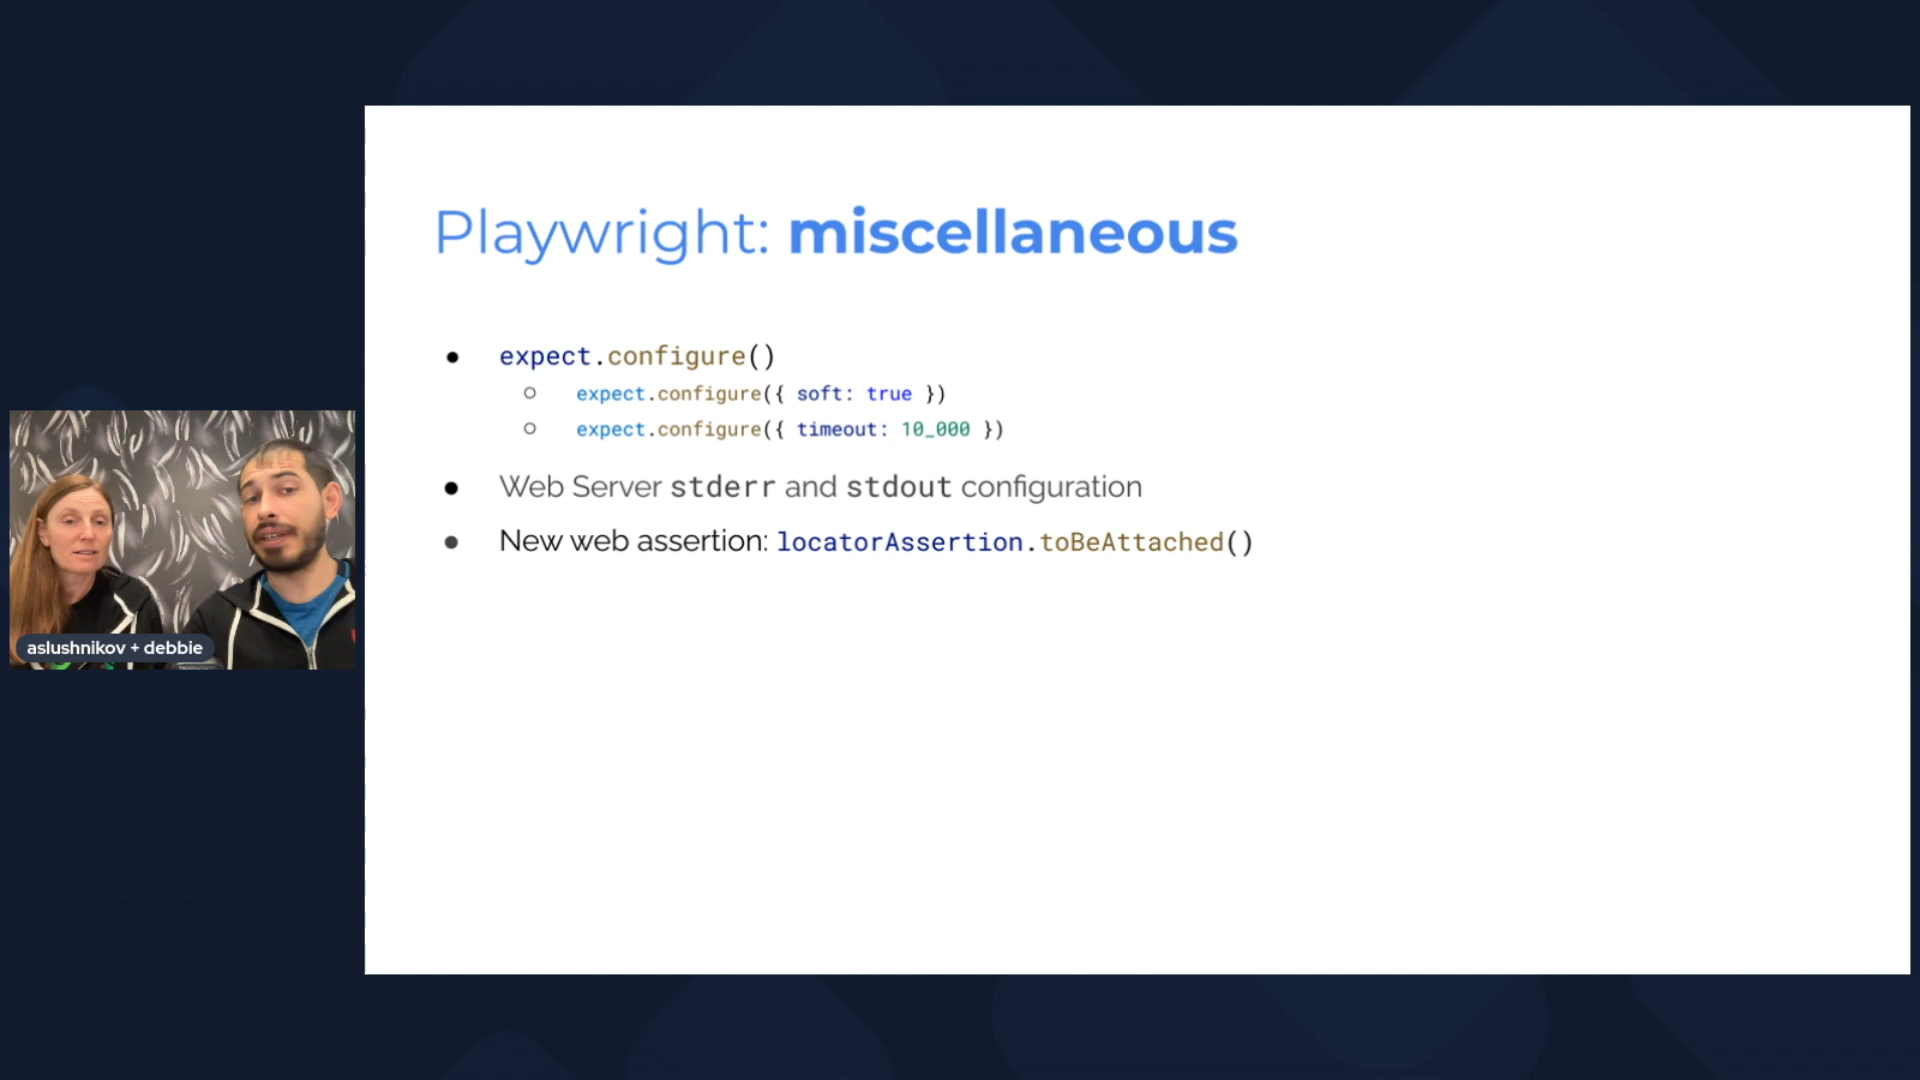 Playwright: miscellaneous
expect.configure()
expect.configure({ soft: true })
expect.configure({ timeout: 10_000 })
Web Server stderr and stdout configuration
New web assertion: locatorAssertion.toBeAttached()
aslushnikov + debbie